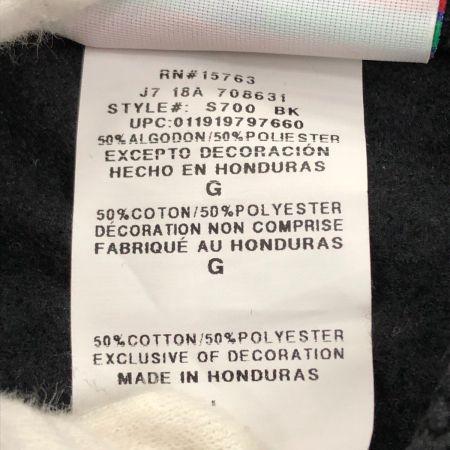 RN#15763
J7 18A 708631
STYLE#: S700 BK
UPC:011919797660
50%ALGODON/50%POLIESTER
EXCEPTO DECORACIÓN
HECHO EN HONDURAS
G
50%COTON/50%POLYESTER
DÉCORATION NON COMPRISE
FABRIQUÉ AU HONDURAS
G
50%COTTON/50%POLYESTER
EXCLUSIVE OF DECORATION
MADE IN HONDURAS